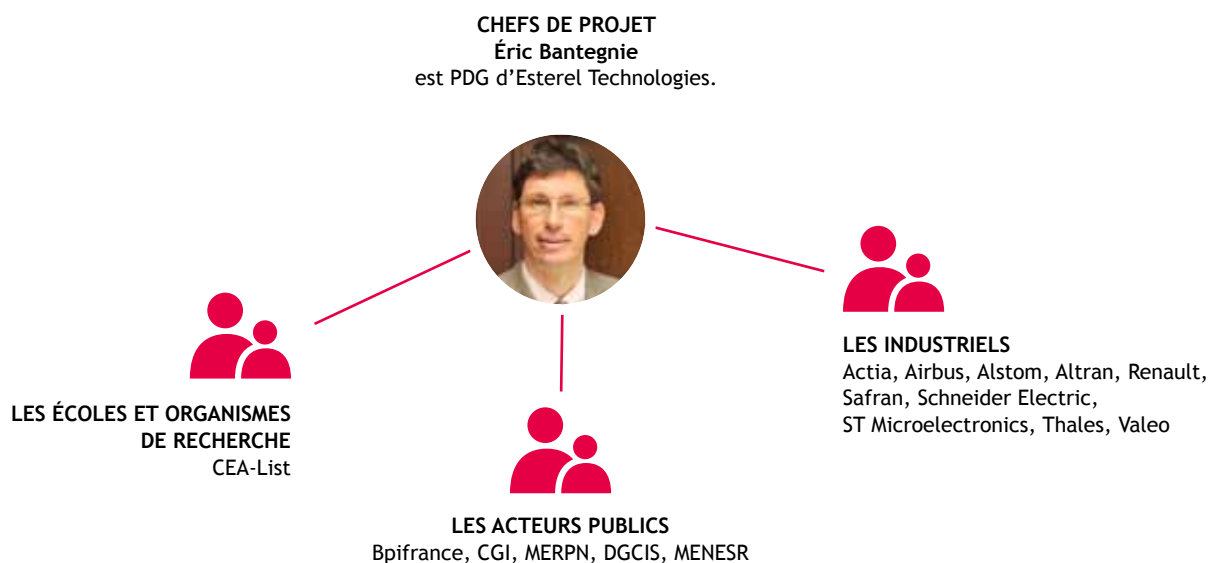 CHEFS DE PROJET
Éric Bantegnie
est PDG d’Esterel Technologies.
LES ÉCOLES ET ORGANISMES
DE RECHERCHE
CEA-List
LES ACTEURS PUBLICS
Bpifrance, CGI, MERPN, DGCIS, MENESR
LES INDUSTRIELS
Actia, Airbus, Alstom, Altran, Renault,
Safran, Schneider Electric,
ST Microelectronics, Thales, Valeo